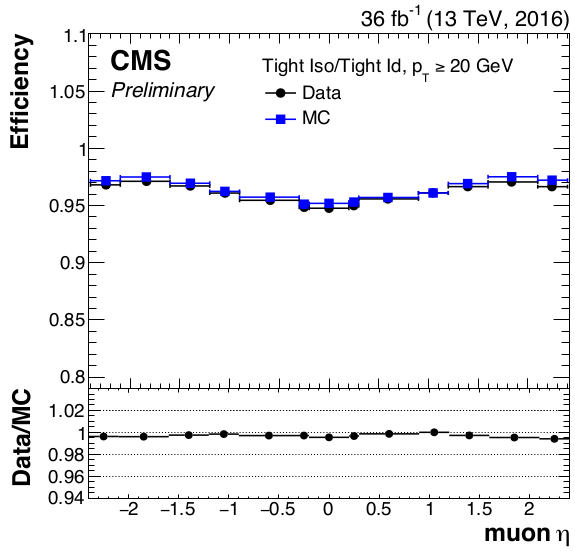 36 fb⁻¹ (13 TeV, 2016)
CMS
Preliminary
Tight Iso/Tight Id, p_T ≥ 20 GeV
Data
MC
Efficiency
1.1
1.05
1
0.95
0.9
0.85
0.8
Data/MC
1.02
1
0.98
0.96
0.94
−2 −1.5 −1 −0.5 0 0.5 1 1.5 2
muon η